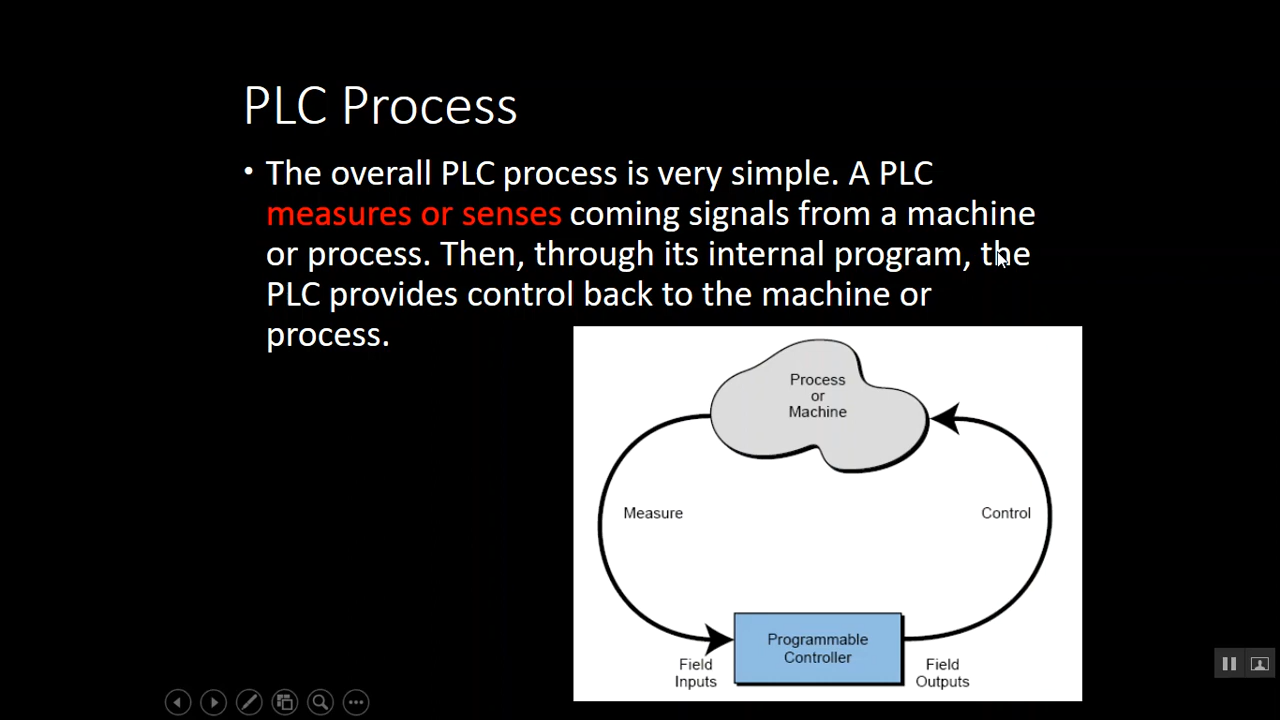 PLC Process
• The overall PLC process is very simple. A PLC
measures or senses coming signals from a machine
or process. Then, through its internal program, the
PLC provides control back to the machine or
process.
Process
or
Machine
Measure
Control
Programmable
Controller
Field
Inputs
Field
Outputs